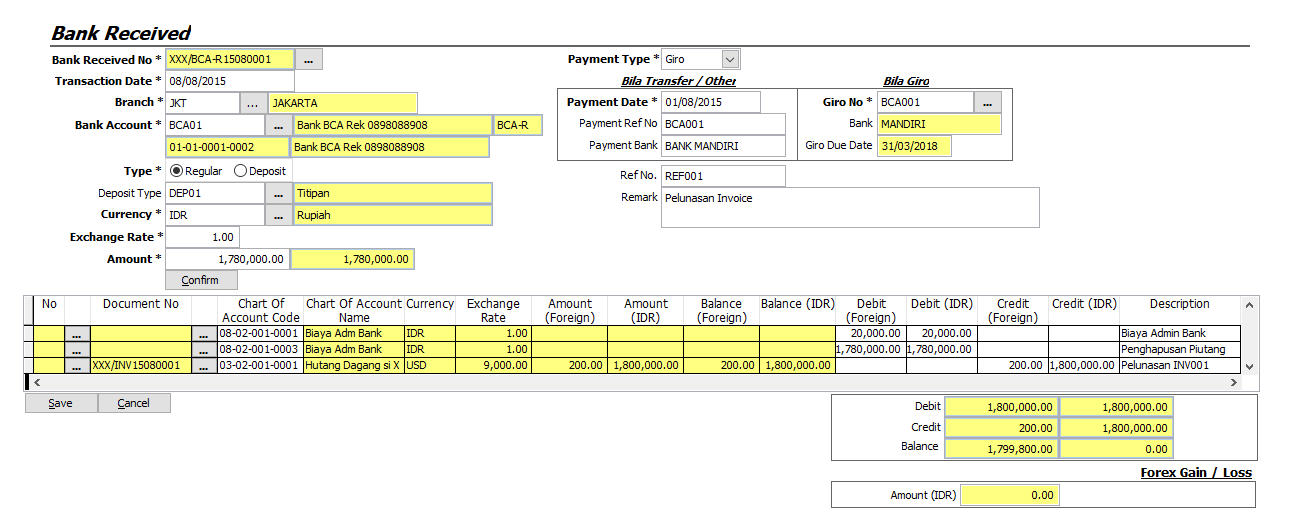 Bank Received
Bank Received No * XXX/BCA-R15080001 ... Payment Type * Giro
Transaction Date * 08/08/2015 Bila Transfer / Other Bila Giro
Branch * JKT ... JAKARTA Payment Date * 01/08/2015 Giro No * BCA001 ...
Bank Account * BCA01 ... Bank BCA Rek 0898088908 BCA-R Payment Ref No BCA001 Bank MANDIRI
01-01-0001-0002 Bank BCA Rek 0898088908 Payment Bank BANK MANDIRI Giro Due Date 31/03/2018
Type * Regular Deposit Ref No. REF001
Deposit Type DEP01 ... Titipan Remark Pelunasan Invoice
Currency * IDR ... Rupiah
Exchange Rate * 1.00
Amount * 1,780,000.00 1,780,000.00
Confirm
No Document No Chart Of Chart Of Account Currency Exchange Amount Amount Balance Balance (IDR) Debit Debit (IDR) Credit Credit (IDR) Description
Account Code Name Rate (Foreign) (IDR) (Foreign) (Foreign) (Foreign)
... ... 08-02-001-0001 Biaya Adm Bank IDR 1.00 20,000.00 20,000.00 Biaya Admin Bank
... ... 08-02-001-0003 Biaya Adm Bank IDR 1.00 1,780,000.00 1,780,000.00 Penghapusan Piutang
... XXX/INV15080001 ... 03-02-001-0001 Hutang Dagang si X USD 9,000.00 200.00 1,800,000.00 200.00 1,800,000.00 200.00 1,800,000.00 Pelunasan INV001
Save Cancel
Debit 1,800,000.00 1,800,000.00
Credit 200.00 1,800,000.00
Balance 1,799,800.00 0.00
Forex Gain / Loss
Amount (IDR) 0.00